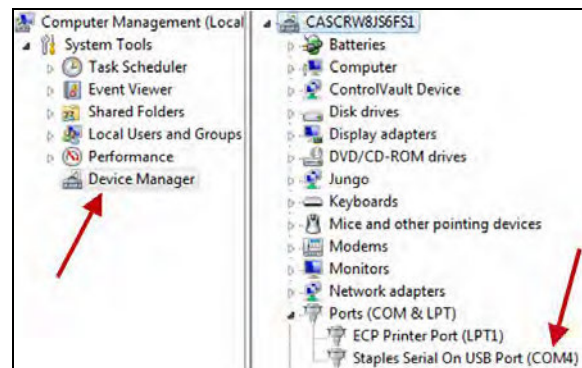 Computer Management (Local
System Tools
Task Scheduler
Event Viewer
Shared Folders
Local Users and Groups
Performance
Device Manager
CASCRW8JS6FS1
Batteries
Computer
ControlVault Device
Disk drives
Display adapters
DVD/CD-ROM drives
Jungo
Keyboards
Mice and other pointing devices
Modems
Monitors
Network adapters
Ports (COM & LPT)
ECP Printer Port (LPT1)
Staples Serial On USB Port (COM4)